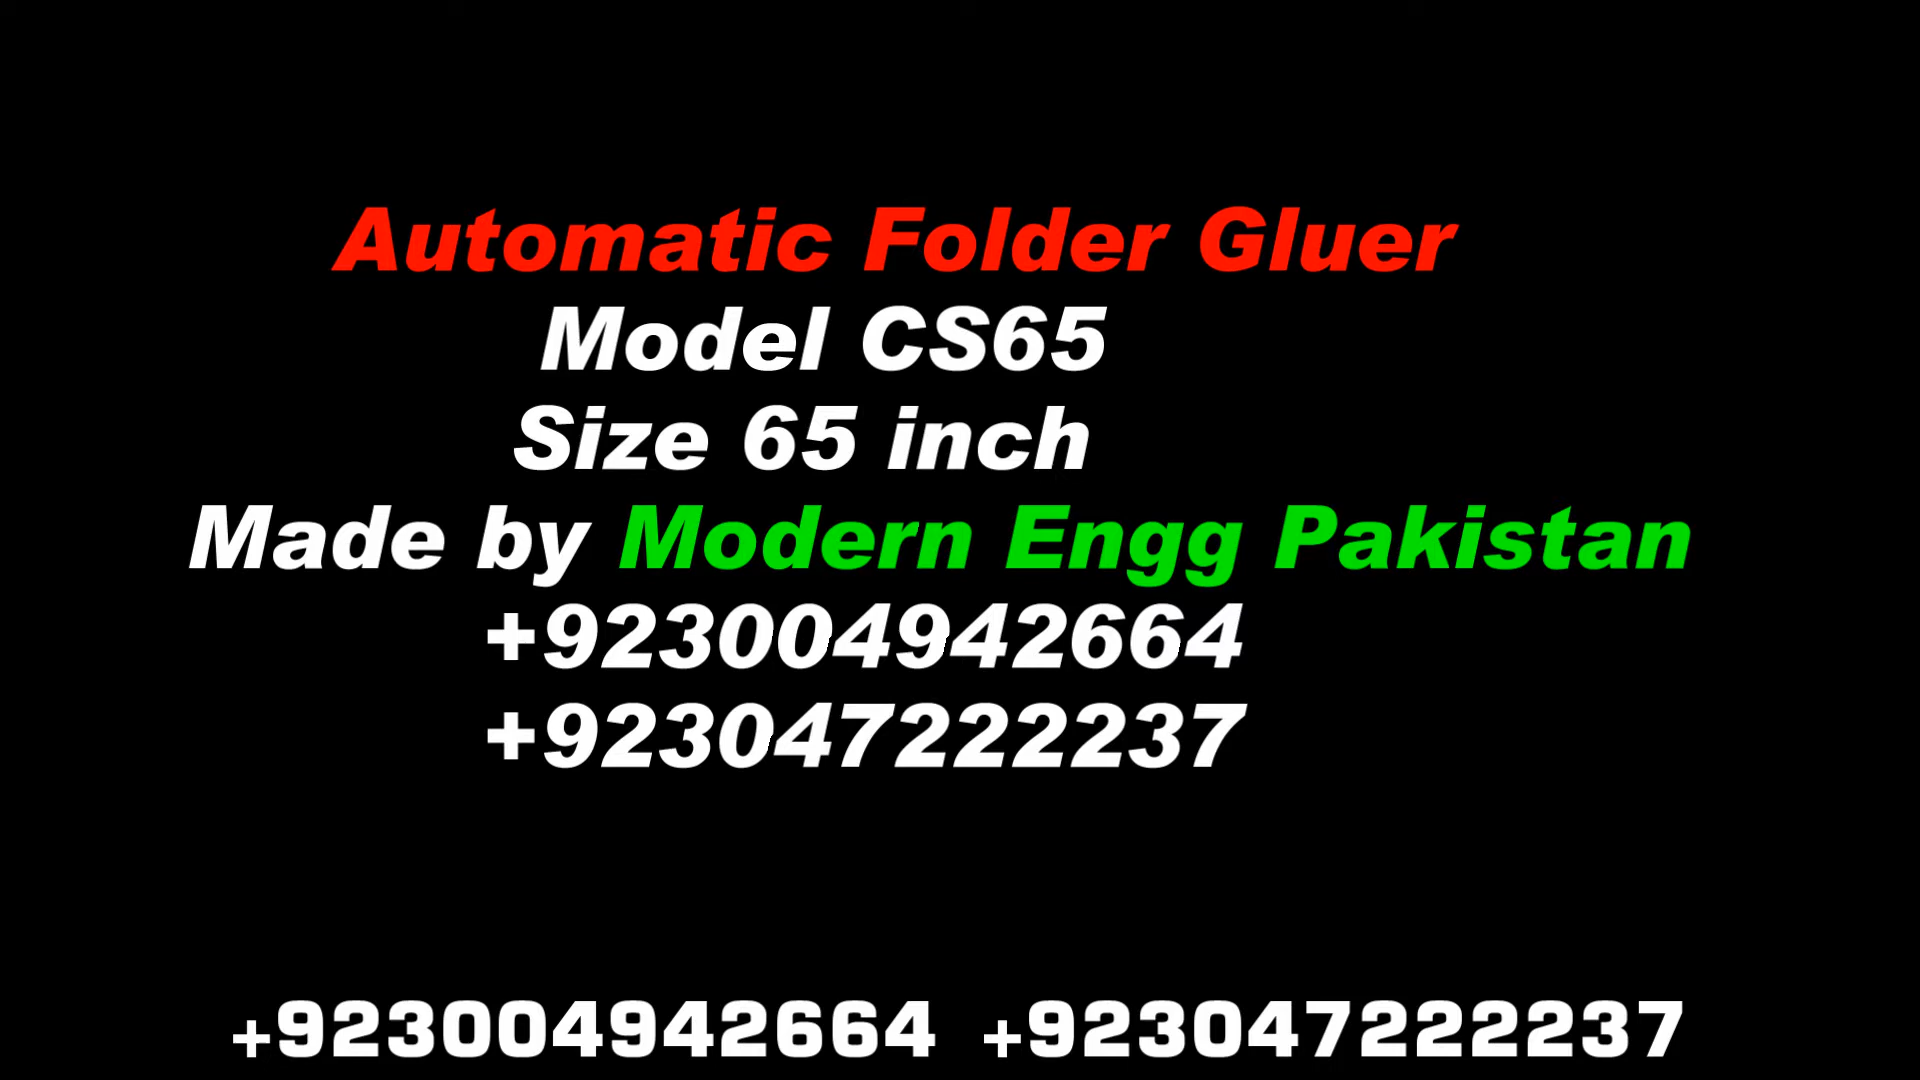 Automatic Folder Gluer
Model CS65
Size 65 inch
Made by Modern Engg Pakistan
+923004942664
+923047222237
+923004942664 +923047222237